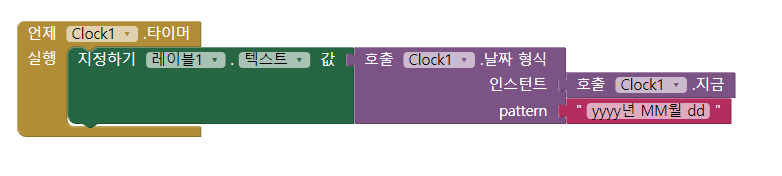 언제 Clock1 .타이머
실행 지정하기 레이블1 . 텍스트 값 호출 Clock1 .날짜 형식
인스턴트 호출 Clock1 .지금
pattern " yyyy년 MM월 dd "